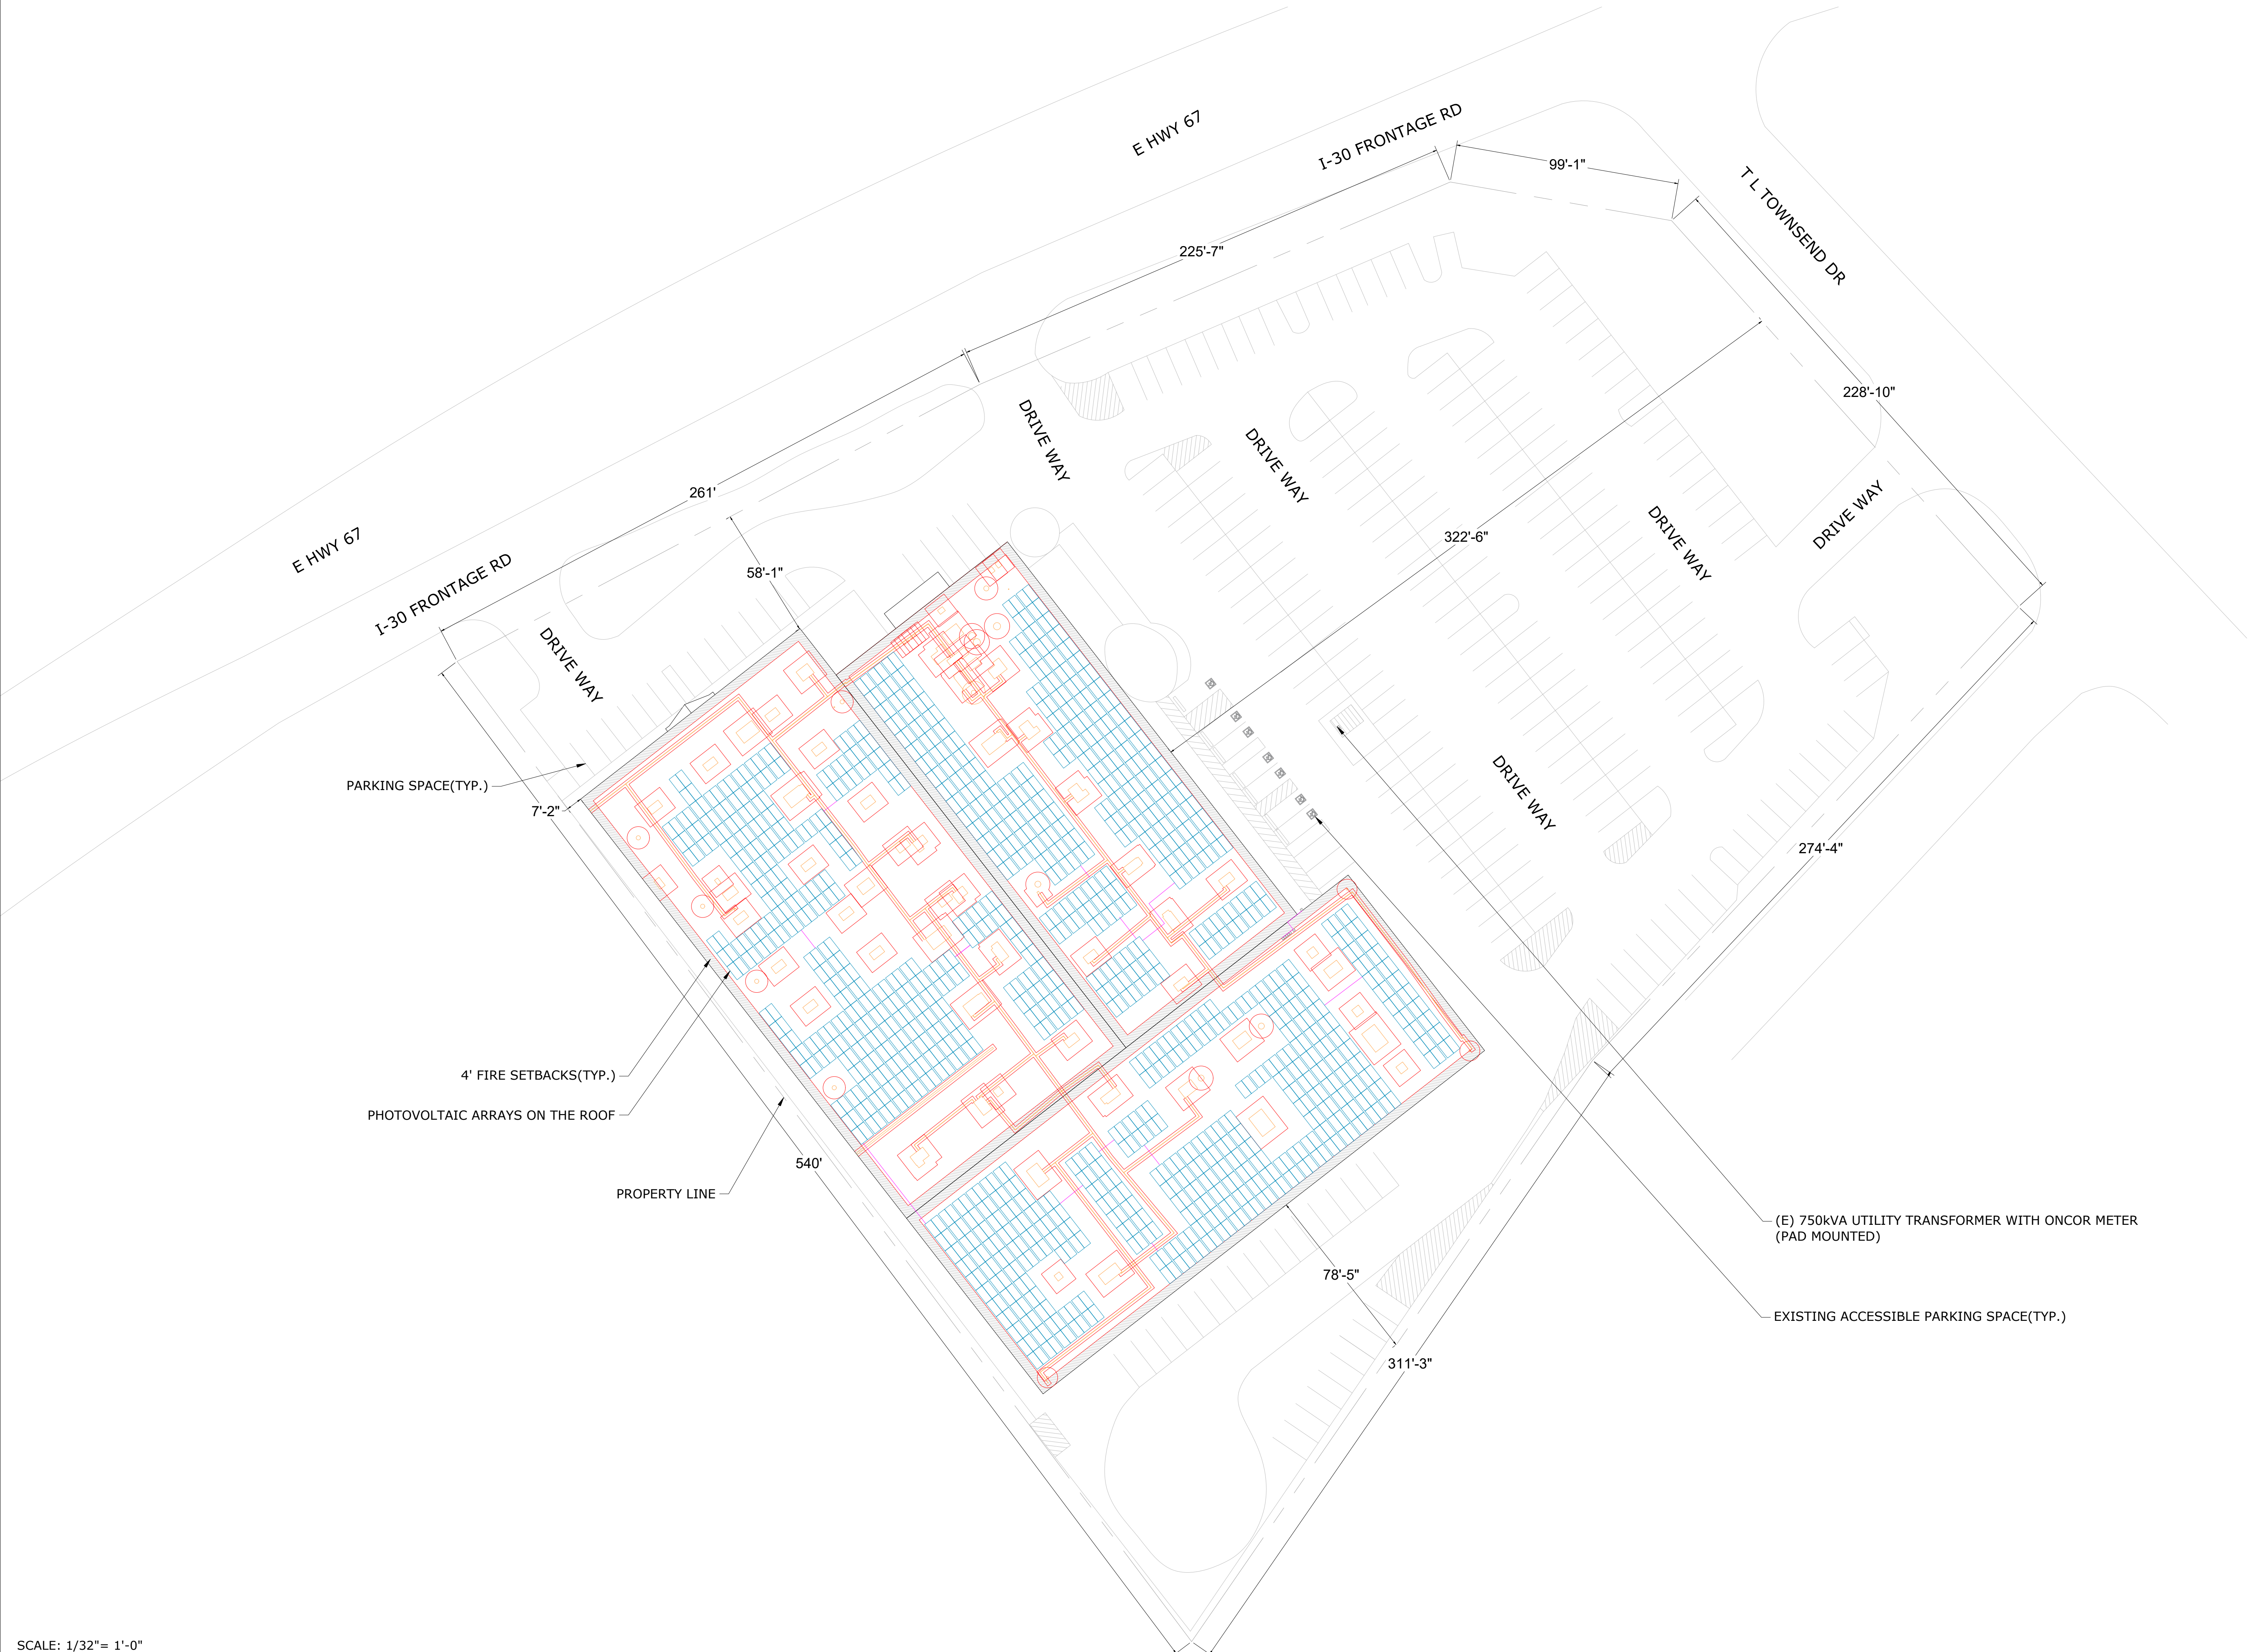 E HWY 67
I-30 FRONTAGE RD
99'-1"
T L TOWNSEND DR
225'-7"
228'-10"
DRIVE WAY
DRIVE WAY
261'
DRIVE WAY
DRIVE WAY
322'-6"
E HWY 67
I-30 FRONTAGE RD
58'-1"
DRIVE WAY
PARKING SPACE(TYP.)
7'-2"
DRIVE WAY
274'-4"
4' FIRE SETBACKS(TYP.)
PHOTOVOLTAIC ARRAYS ON THE ROOF
540'
PROPERTY LINE
(E) 750kVA UTILITY TRANSFORMER WITH ONCOR METER
(PAD MOUNTED)
78'-5"
EXISTING ACCESSIBLE PARKING SPACE(TYP.)
311'-3"
SCALE: 1/32"= 1'-0"